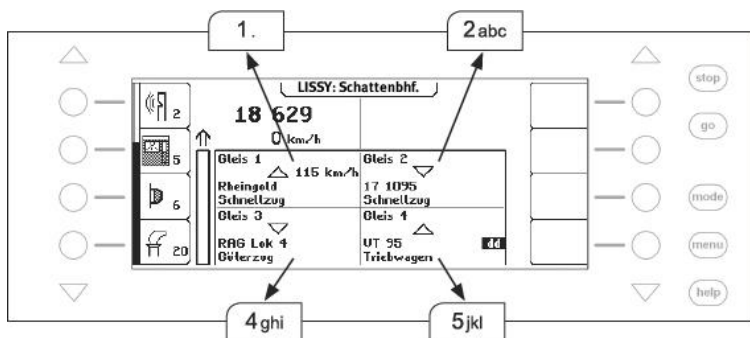 1.
2abc
LISSY: Schattenbhf.
stop
go
mode
menu
help
2
5
6
20
18 629
0 km/h
Gleis 1
115 km/h
Rheingold
Schnellzug
Gleis 2
17 1095
Schnellzug
Gleis 3
RAG Lok 4
Güterzug
Gleis 4
VT 95
dd
Triebwagen
4ghi
5jkl